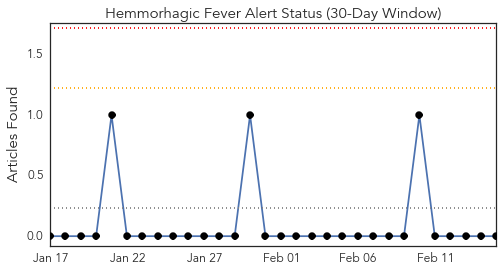 Hemmorhagic Fever Alert Status (30-Day Window)
Articles Found
1.5
1.0
0.5
0.0
Jan 17 Jan 22 Jan 27 Feb 01 Feb 06 Feb 11